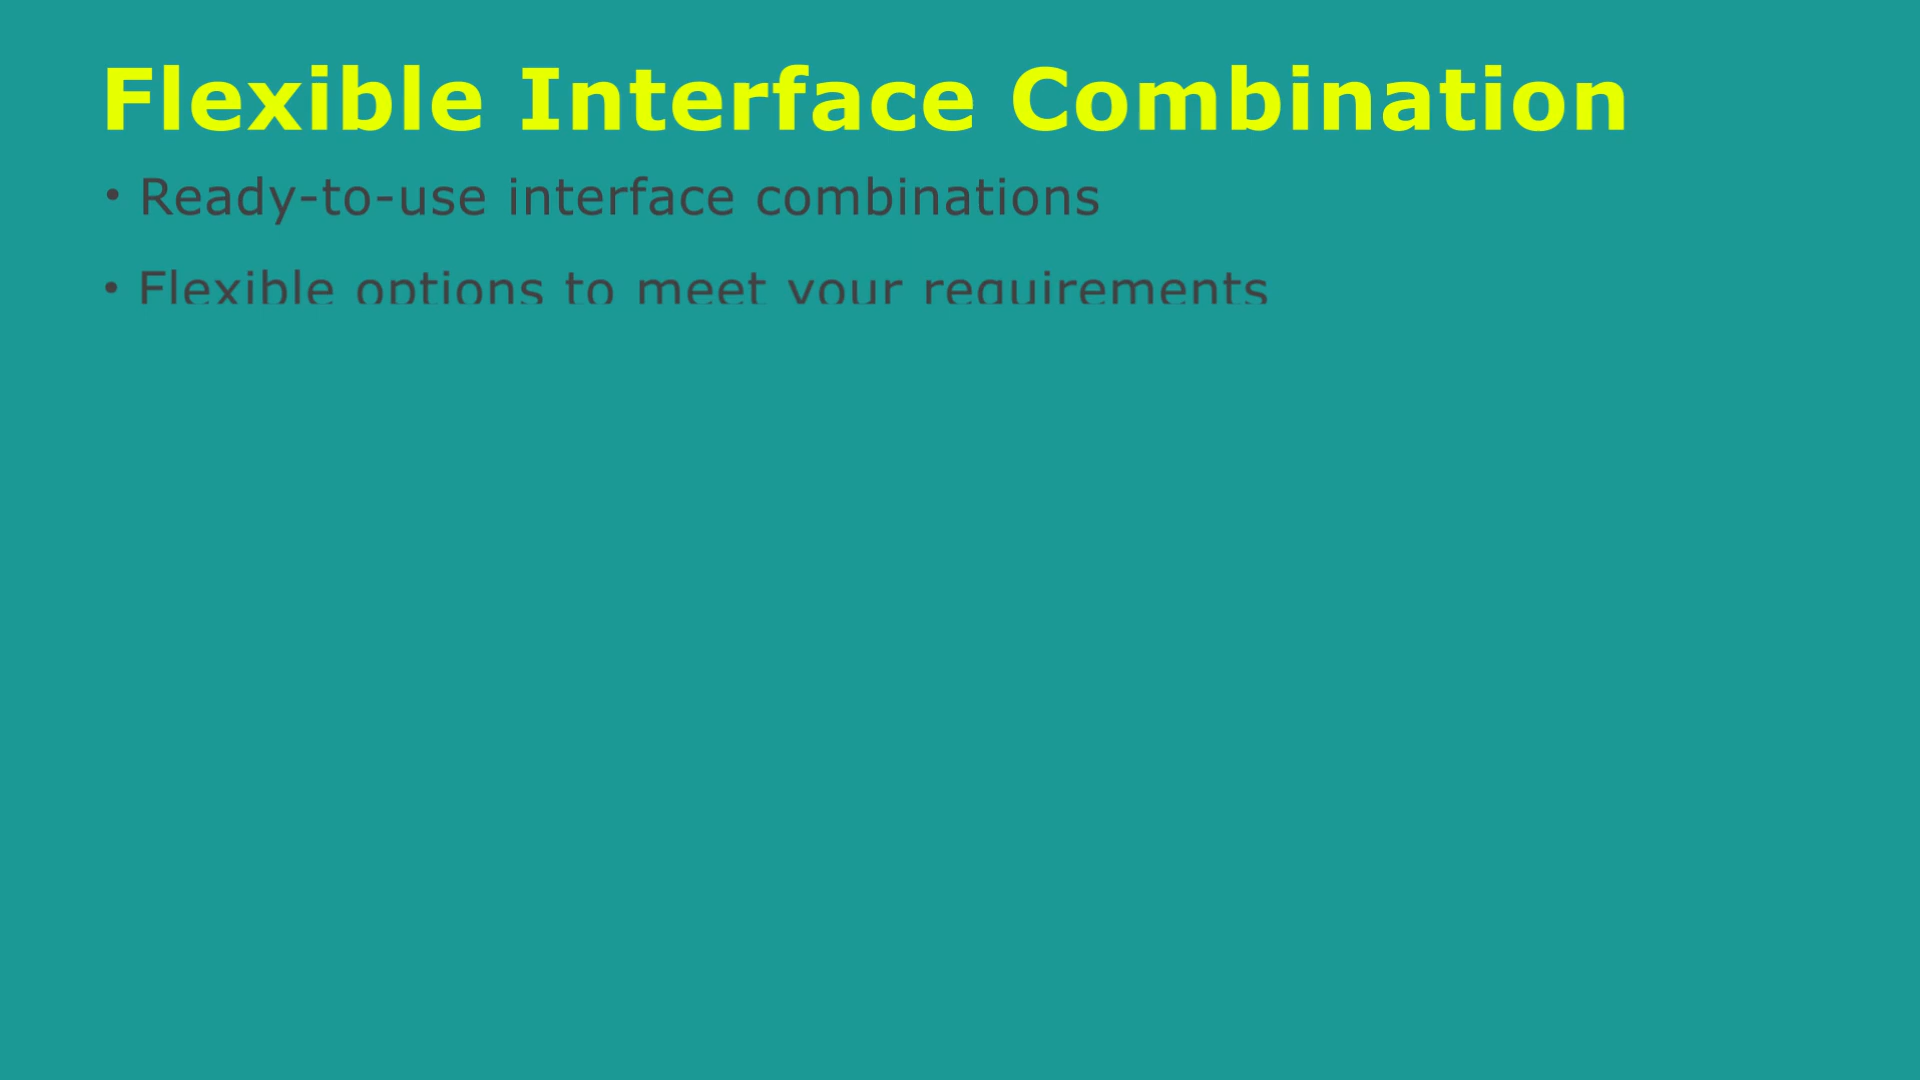 Flexible Interface Combination
• Ready-to-use interface combinations
• Flexible options to meet your requirements